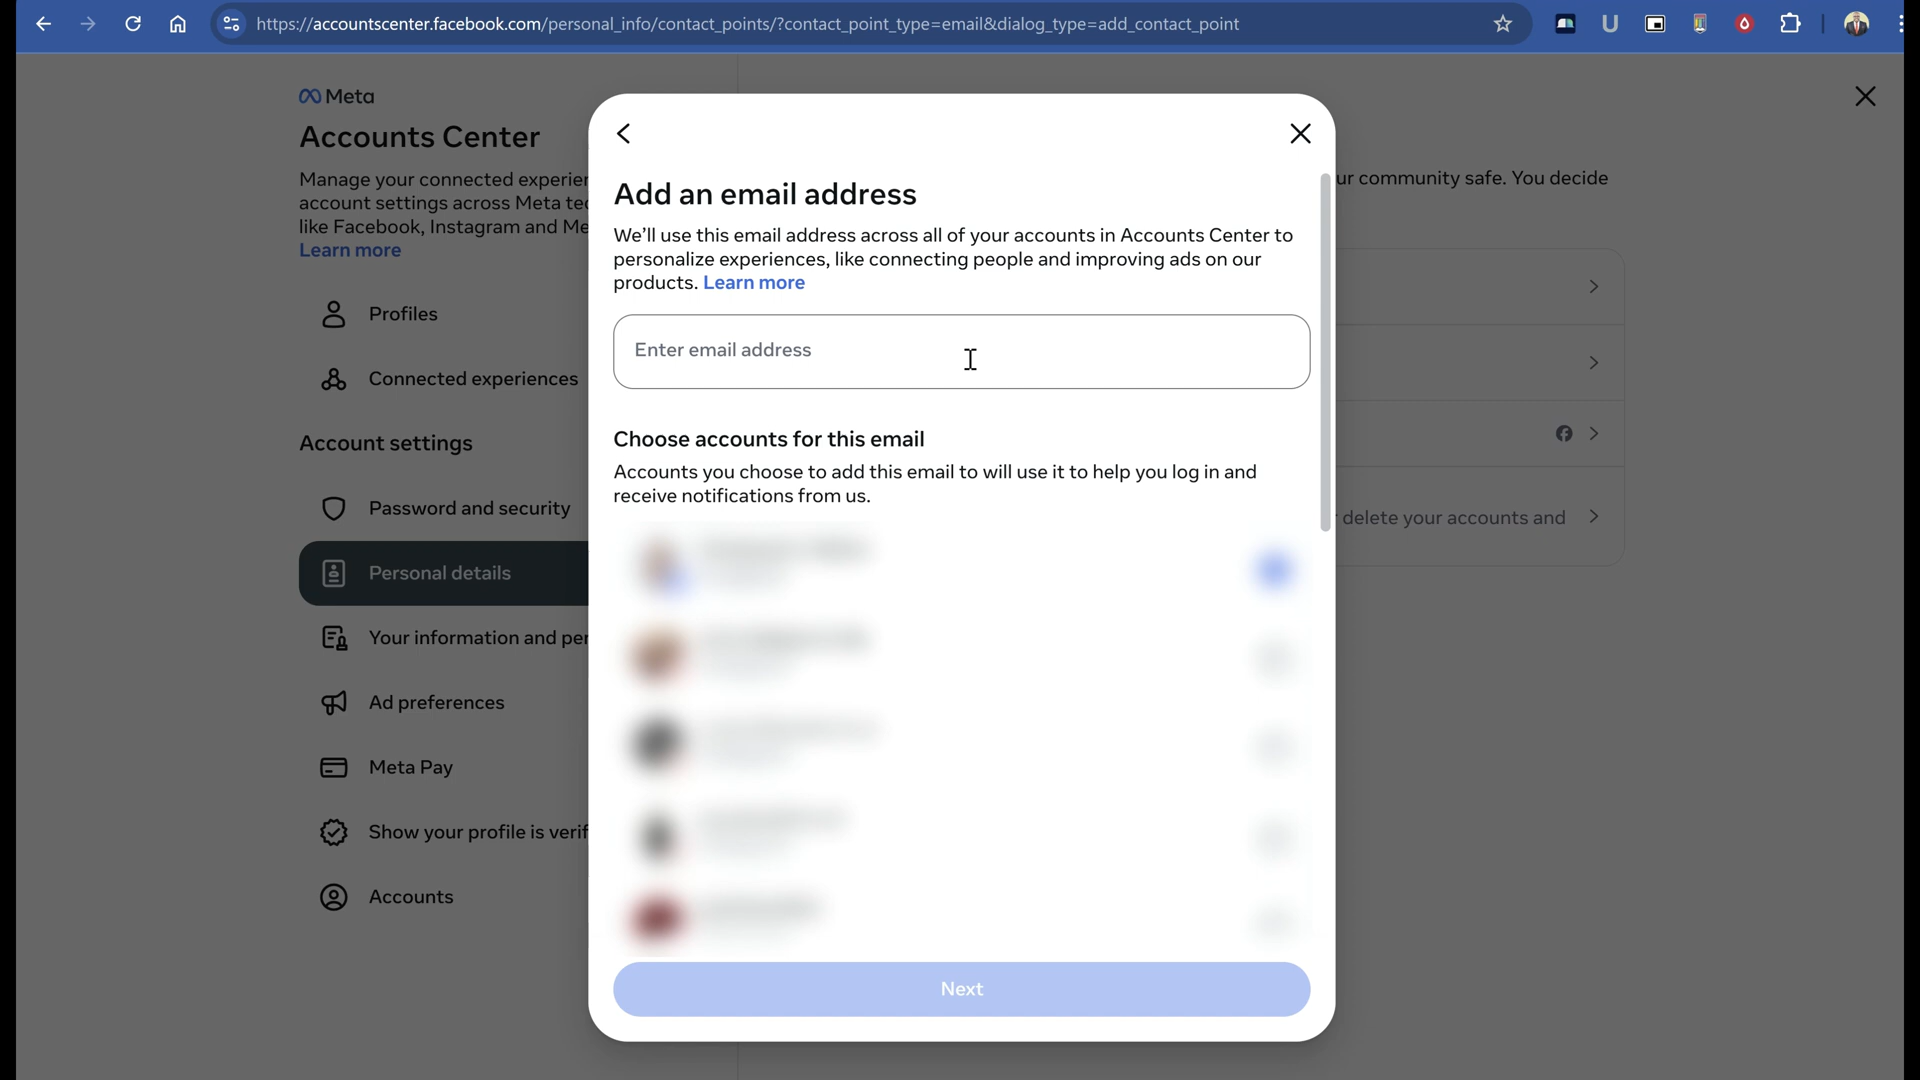 https://accountscenter.facebook.com/personal_info/contact_points/?contact_point_type=email&dialog_type=add_contact_point
Meta
Accounts Center
Manage your connected
account settings across Meta
like Facebook, Instagram and
Learn more
Profiles
Connected experiences
Account settings
Password and security
Personal details
Your information and
Ad preferences
Meta Pay
Show your profile is
Accounts
Add an email address
We'll use this email address across all of your accounts in Accounts Center to
personalize experiences, like connecting people and improving ads on our
products. Learn more
Enter email address
Choose accounts for this email
Accounts you choose to add this email to will use it to help you log in and
receive notifications from us.
Next
community safe. You decide
delete your accounts and